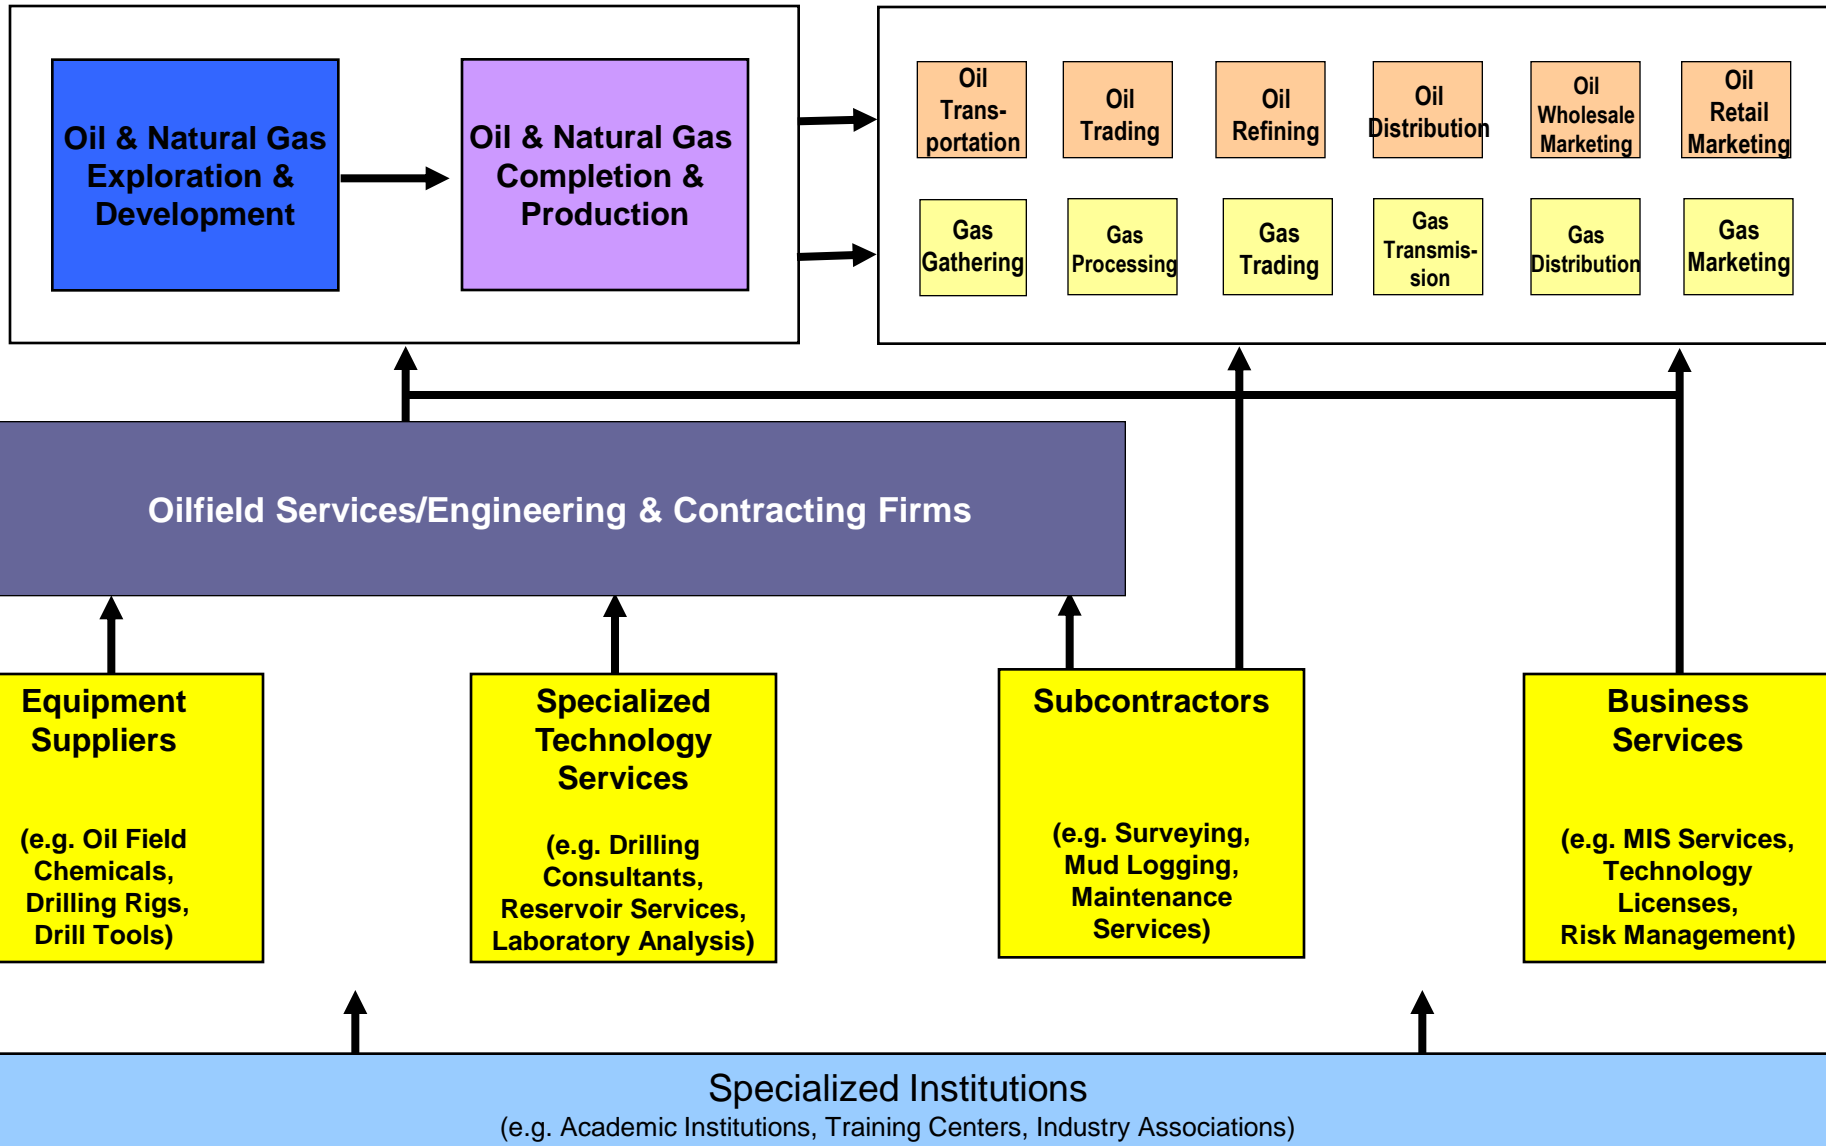 Oil & Natural Gas
Exploration &
Development
Oil & Natural Gas
Completion &
Production
Oil
Trans-
portation
Oil
Trading
Oil
Refining
Oil
Distribution
Oil
Wholesale
Marketing
Oil
Retail
Marketing
Gas
Gathering
Gas
Processing
Gas
Trading
Gas
Transmis-
sion
Gas
Distribution
Gas
Marketing
Oilfield Services/Engineering & Contracting Firms
Equipment
Suppliers
(e.g. Oil Field
Chemicals,
Drilling Rigs,
Drill Tools)
Specialized
Technology
Services
(e.g. Drilling
Consultants,
Reservoir Services,
Laboratory Analysis)
Subcontractors
(e.g. Surveying,
Mud Logging,
Maintenance
Services)
Business
Services
(e.g. MIS Services,
Technology
Licenses,
Risk Management)
Specialized Institutions
(e.g. Academic Institutions, Training Centers, Industry Associations)